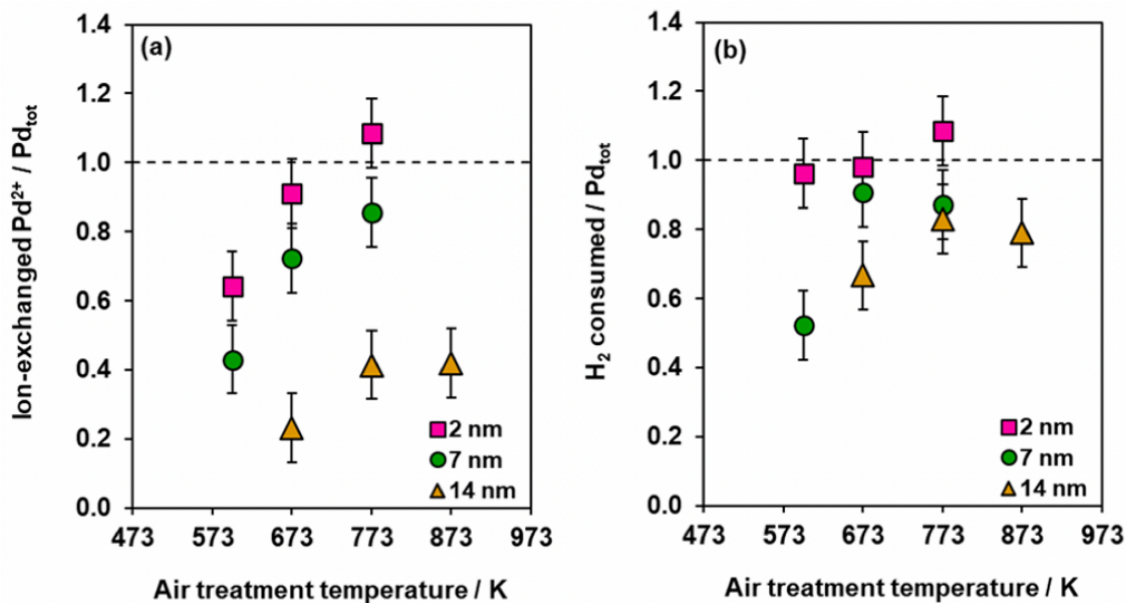 (a)
Ion-exchanged Pd²⁺ / Pdtot
1.4
1.2
1.0
0.8
0.6
0.4
0.2
0.0
2 nm
7 nm
14 nm
473 573 673 773 873 973
Air treatment temperature / K
(b)
H₂ consumed / Pdtot
1.4
1.2
1.0
0.8
0.6
0.4
0.2
0.0
2 nm
7 nm
14 nm
473 573 673 773 873 973
Air treatment temperature / K